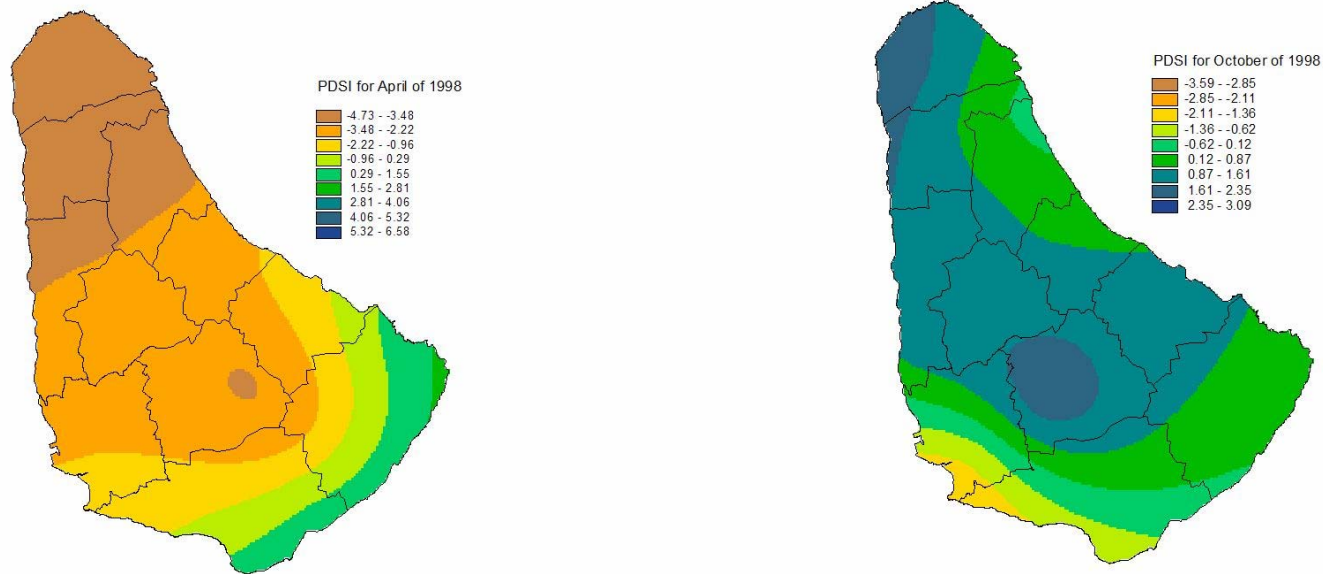 PDSI for April of 1998
-4.73 - -3.48
-3.48 - -2.22
-2.22 - -0.96
-0.96 - 0.29
0.29 - 1.55
1.55 - 2.81
2.81 - 4.06
4.06 - 5.32
5.32 - 6.58
PDSI for October of 1998
-3.59 - -2.85
-2.85 - -2.11
-2.11 - -1.36
-1.36 - -0.62
-0.62 - 0.12
0.12 - 0.87
0.87 - 1.61
1.61 - 2.35
2.35 - 3.09